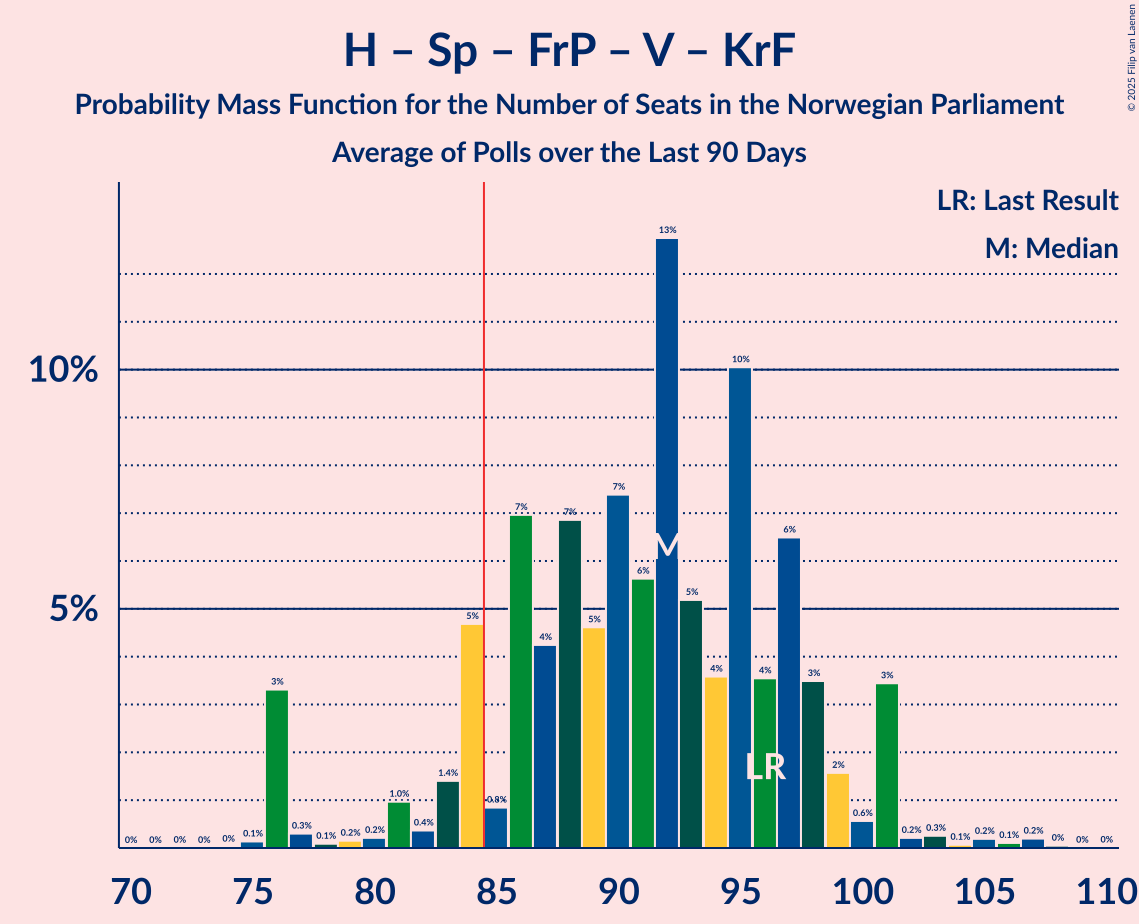 H – Sp – FrP – V – KrF
Probability Mass Function for the Number of Seats in the Norwegian Parliament
Average of Polls over the Last 90 Days
© 2025 Filip van Laenen
LR: Last Result
M: Median
10%
5%
0% 0% 0% 0% 0% 0.1% 3% 0.3% 0.1% 0.2% 0.2% 1.0% 0.4% 1.4% 5% 0.8% 7% 4% 7% 5% 7% 6% 13% 5% 4% 10% 4% 6% 3% 2% 0.6% 3% 0.2% 0.3% 0.1% 0.2% 0.1% 0.2% 0% 0% 0%
M
LR
70 75 80 85 90 95 100 105 110